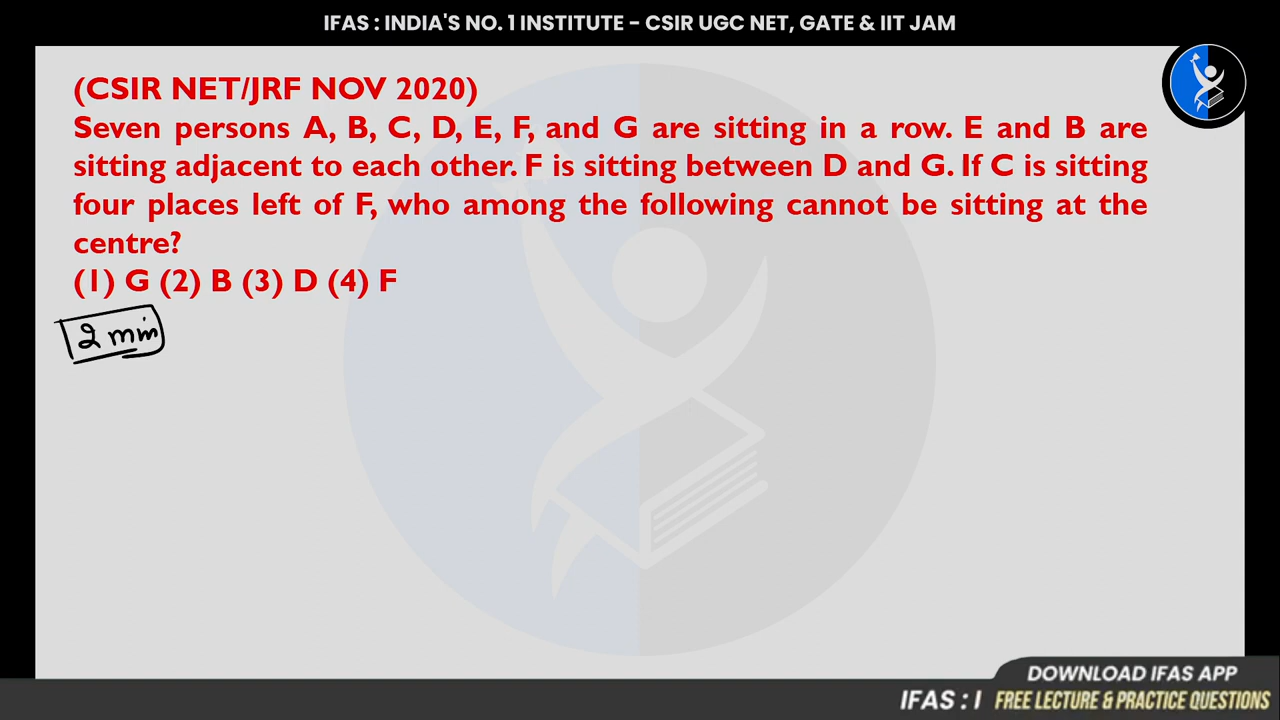 IFAS : INDIA'S NO. 1 INSTITUTE - CSIR UGC NET, GATE & IIT JAM
(CSIR NET/JRF NOV 2020)
Seven persons A, B, C, D, E, F, and G are sitting in a row. E and B are
sitting adjacent to each other. F is sitting between D and G. If C is sitting
four places left of F, who among the following cannot be sitting at the
centre?
(1) G (2) B (3) D (4) F
2 min
DOWNLOAD IFAS APP
IFAS : I FREE LECTURE & PRACTICE QUESTIONS